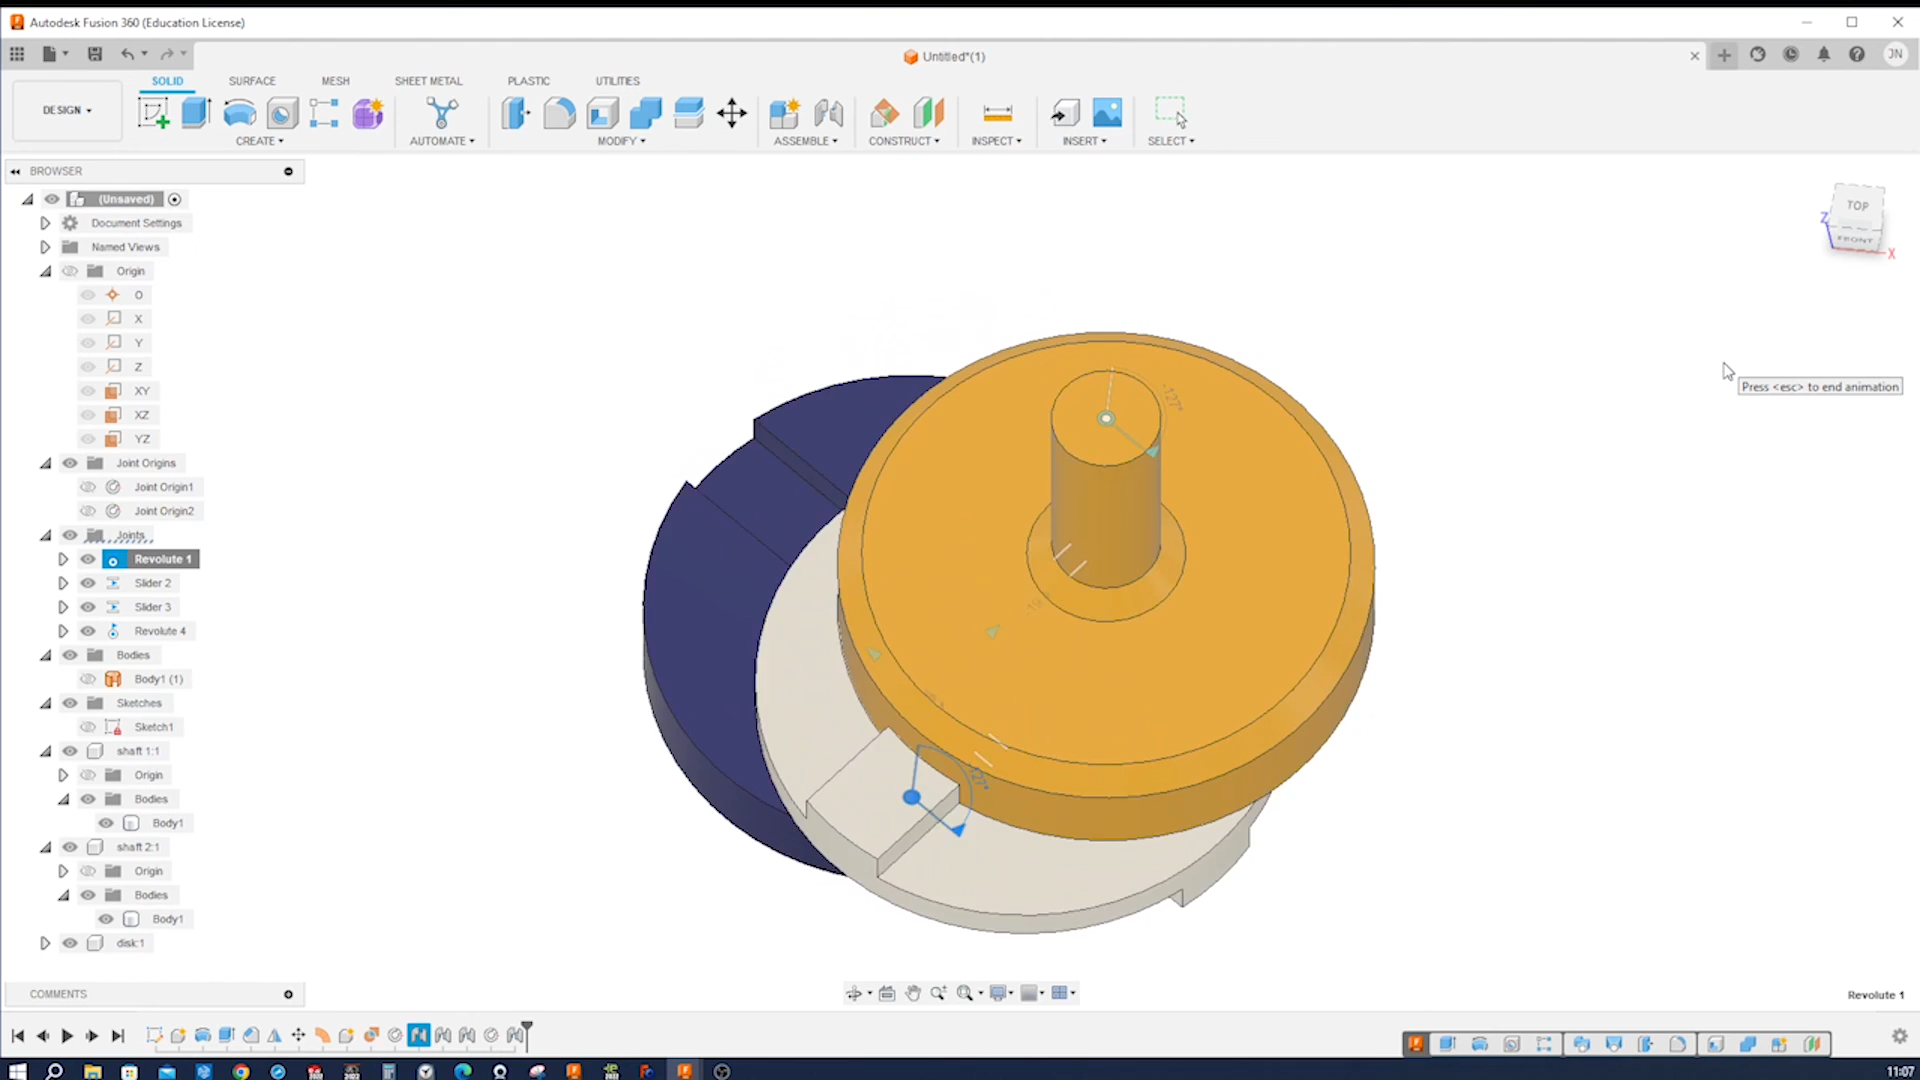 Autodesk Fusion 360 (Education License)
Untitled*(1)
JN
SOLID
SURFACE
MESH
SHEET METAL
PLASTIC
UTILITIES
DESIGN
CREATE
AUTOMATE
MODIFY
ASSEMBLE
CONSTRUCT
INSPECT
INSERT
SELECT
BROWSER
(Unsaved)
Document Settings
Named Views
Origin
O
X
Y
Z
XY
XZ
YZ
Joint Origins
Joint Origin1
Joint Origin2
Joints
Revolute 1
Slider 2
Slider 3
Revolute 4
Bodies
Body1 (1)
Sketches
Sketch1
shaft 1:1
Origin
Bodies
Body1
shaft 2:1
Origin
Bodies
Body1
disk:1
COMMENTS
TOP
FRONT
Z
X
Press <esc> to end animation
-127°
-127°
Revolute 1
11:07